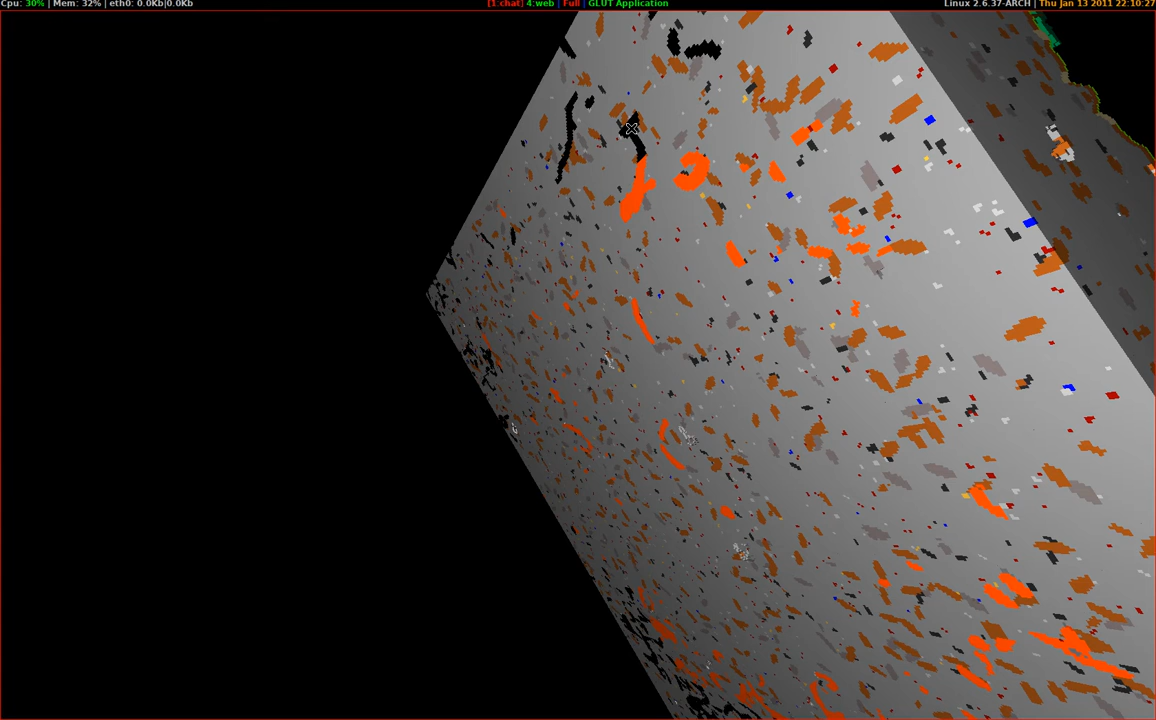 Cpu: 30% | Mem: 32% | eth0: 0.0Kb|0.0Kb [1:chat] 4:web | Full | GLUT Application Linux 2.6.37-ARCH | Thu Jan 13 2011 22:10:27